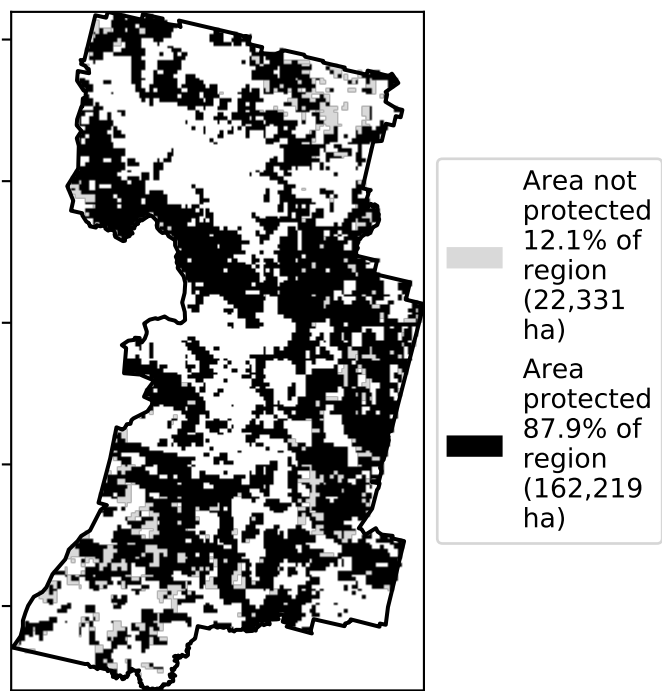 Area not
protected
12.1% of
region
(22,331
ha)
Area
protected
87.9% of
region
(162,219
ha)